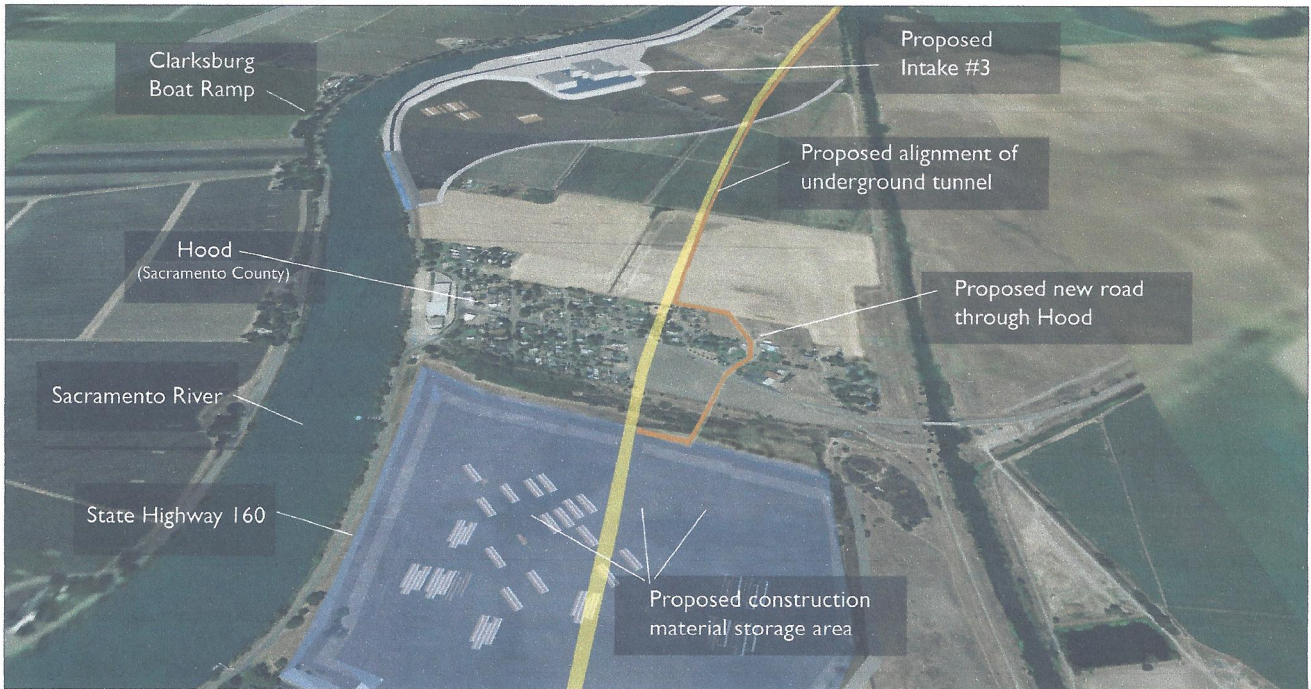 Clarksburg
Boat Ramp
Proposed
Intake #3
Proposed alignment of
underground tunnel
Hood
(Sacramento County)
Proposed new road
through Hood
Sacramento River
State Highway 160
Proposed construction
material storage area